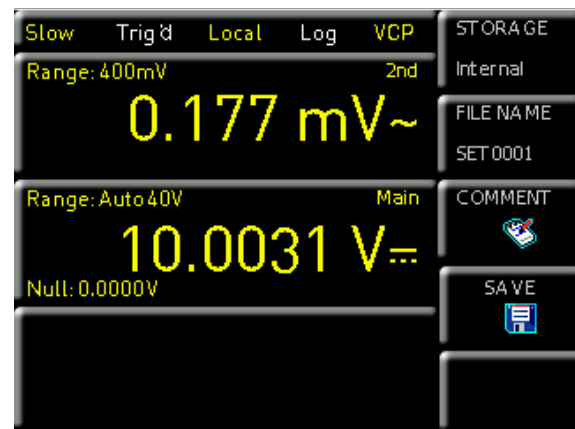 Slow Trig'd Local Log VCP
Range: 400mV 2nd
0.177 mV~
Range: Auto 40V Main
10.0031 V⎓
Null: 0.0000V
STORAGE
Internal
FILE NAME
SET0001
COMMENT
SAVE